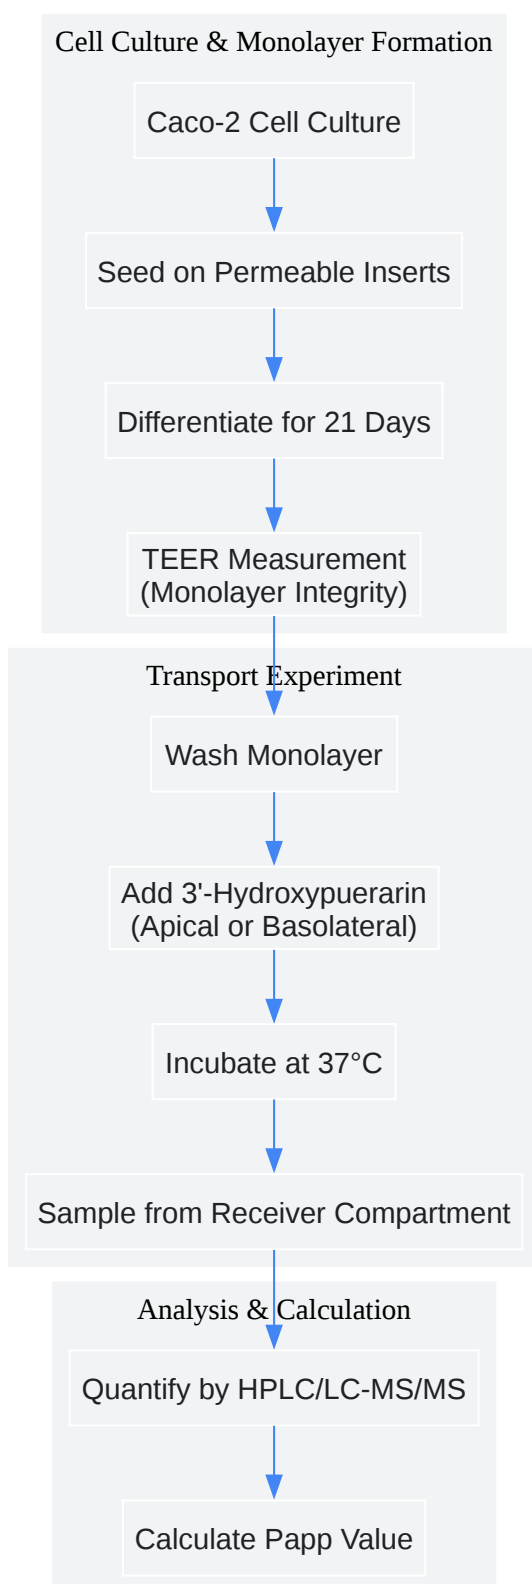 Cell Culture & Monolayer Formation
Caco-2 Cell Culture
Seed on Permeable Inserts
Differentiate for 21 Days
TEER Measurement
(Monolayer Integrity)
Transport Experiment
Wash Monolayer
Add 3'-Hydroxypuerarin
(Apical or Basolateral)
Incubate at 37°C
Sample from Receiver Compartment
Analysis & Calculation
Quantify by HPLC/LC-MS/MS
Calculate Papp Value